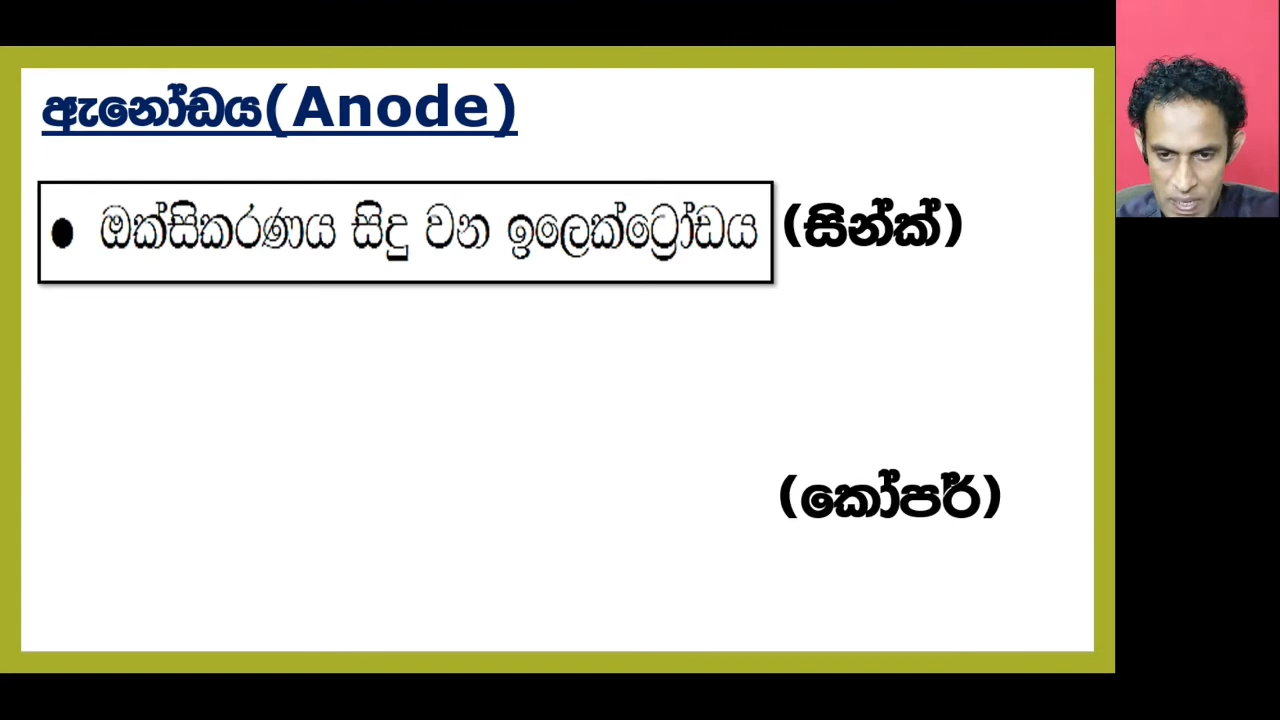 ඇනෝඩය(Anode)
● ඔක්සිකරණය සිදු වන ඉලෙක්ට්‍රෝඩය (සින්ක්)
(කෝපර්)